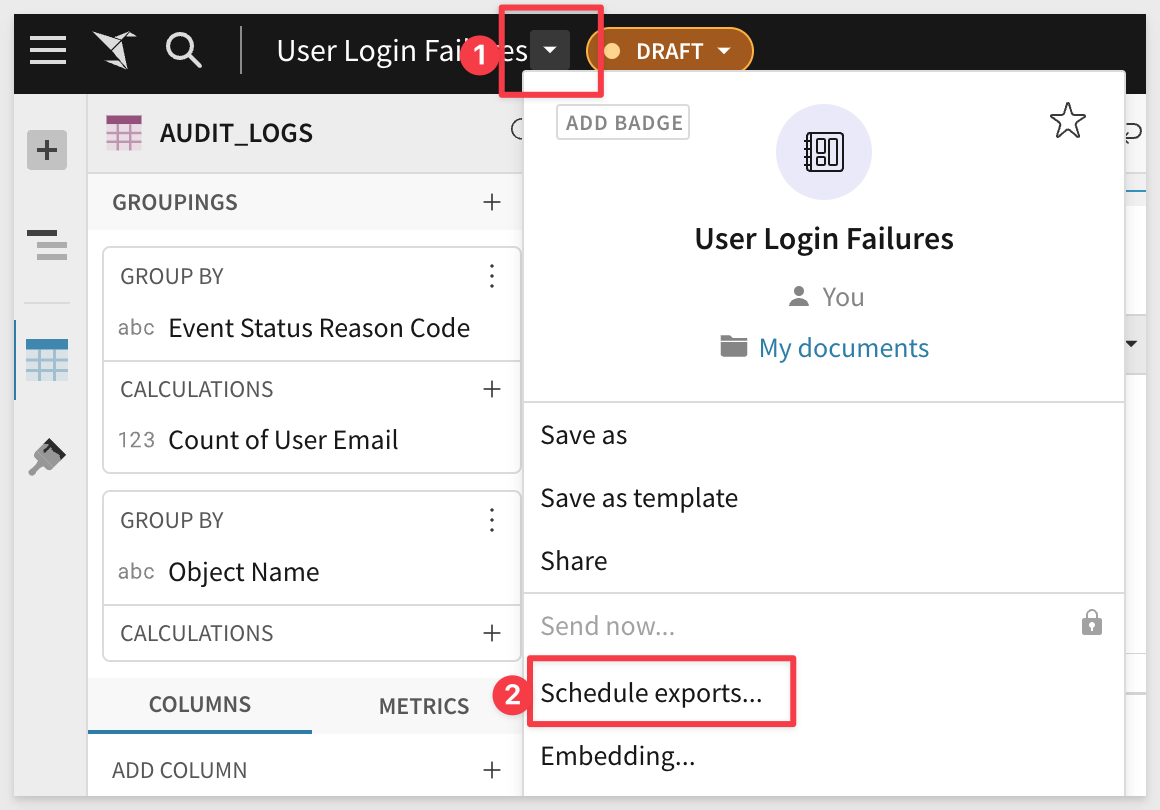 User Login Failures
1
DRAFT
AUDIT_LOGS
GROUPINGS
GROUP BY
abc Event Status Reason Code
CALCULATIONS
123 Count of User Email
GROUP BY
abc Object Name
CALCULATIONS
COLUMNS METRICS
ADD COLUMN
ADD BADGE
User Login Failures
You
My documents
Save as
Save as template
Share
Send now...
2
Schedule exports...
Embedding...